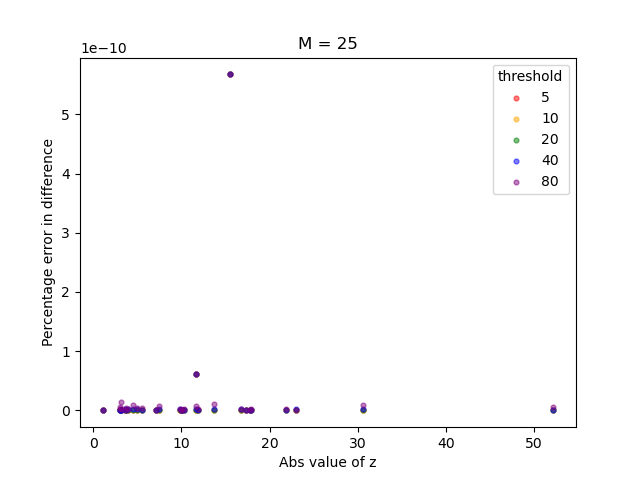 M = 25
1e−10
threshold
5
10
20
40
80
5
4
3
2
1
0
Percentage error in difference
0 10 20 30 40 50
Abs value of z